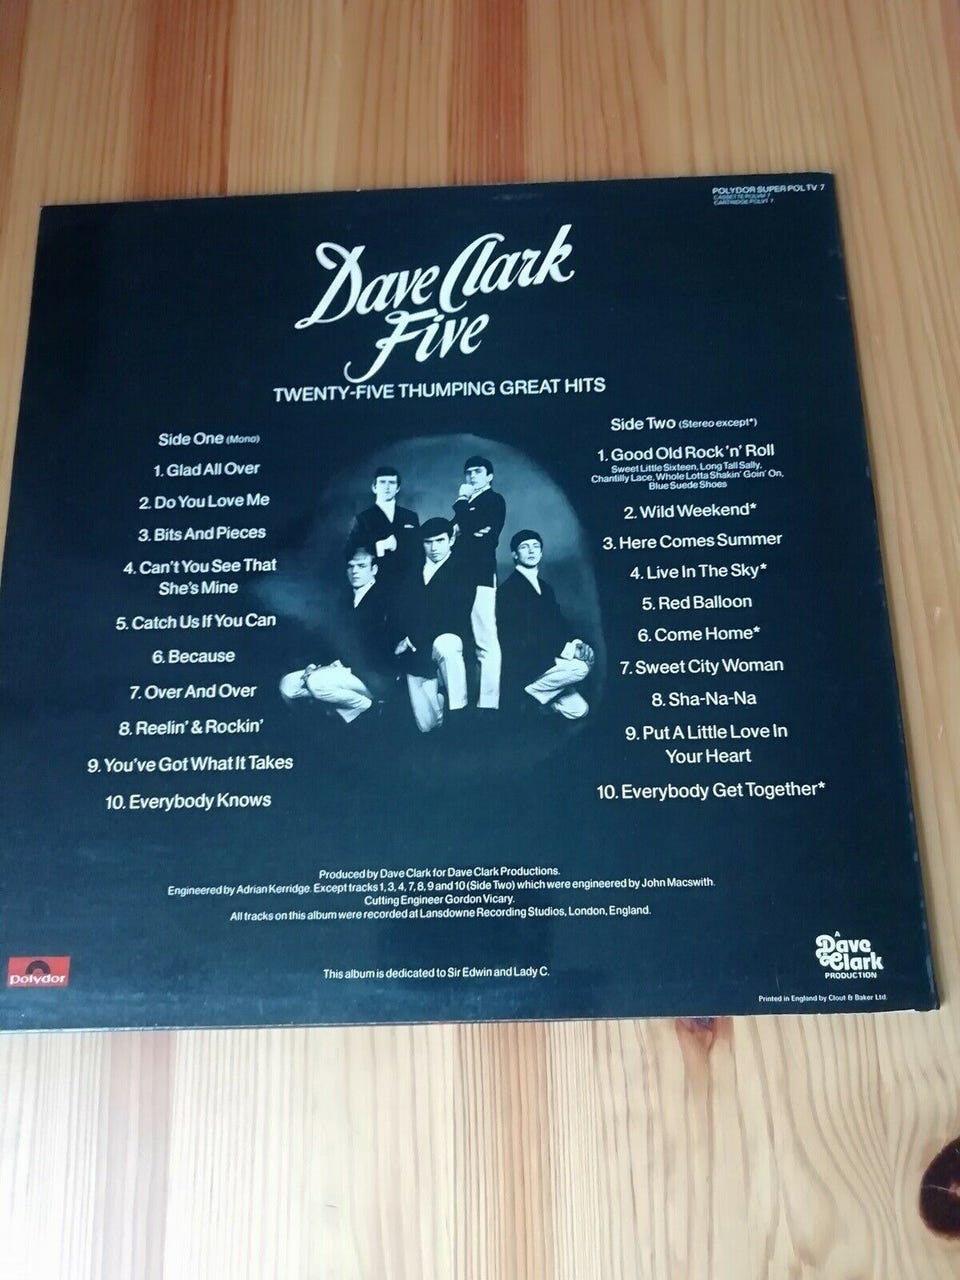 POLYDOR SUPER POLTV 7
CASSETTE POLVM 7
CARTRIDGE POLVT 7
Dave Clark
Five
TWENTY-FIVE THUMPING GREAT HITS
Side One (Mono)
1. Glad All Over
2. Do You Love Me
3. Bits And Pieces
4. Can't You See That
She's Mine
5. Catch Us If You Can
6. Because
7. Over And Over
8. Reelin' & Rockin'
9. You've Got What It Takes
10. Everybody Knows
Side Two (Stereo except*)
1. Good Old Rock 'n' Roll
Sweet Little Sixteen, Long Tall Sally,
Chantilly Lace, Whole Lotta Shakin' Goin' On,
Blue Suede Shoes
2. Wild Weekend*
3. Here Comes Summer
4. Live In The Sky*
5. Red Balloon
6. Come Home*
7. Sweet City Woman
8. Sha-Na-Na
9. Put A Little Love In
Your Heart
10. Everybody Get Together*
Produced by Dave Clark for Dave Clark Productions.
Engineered by Adrian Kerridge. Except tracks 1, 3, 4, 7, 8, 9 and 10 (Side Two) which were engineered by John Macswith.
Cutting Engineer Gordon Vicary.
All tracks on this album were recorded at Lansdowne Recording Studios, London, England.
polydor
This album is dedicated to Sir Edwin and Lady C.
A
Dave
Clark
PRODUCTION
Printed in England by Clout & Baker Ltd.